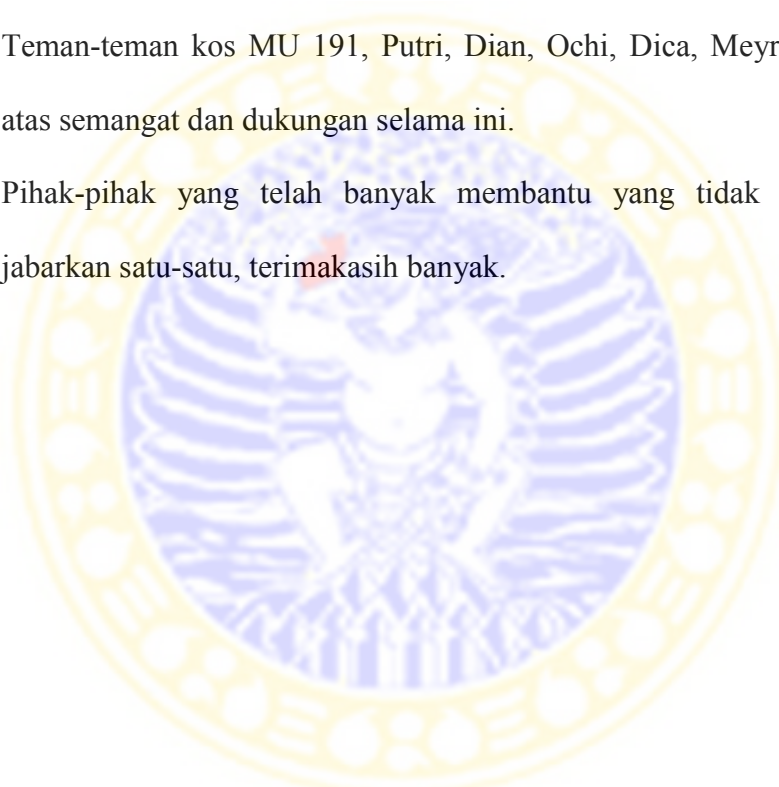 Teman-teman kos MU 191, Putri, Dian, Ochi, Dica, Meyr
atas semangat dan dukungan selama ini.
Pihak-pihak yang telah banyak membantu yang tidak
jabarkan satu-satu, terimakasih banyak.